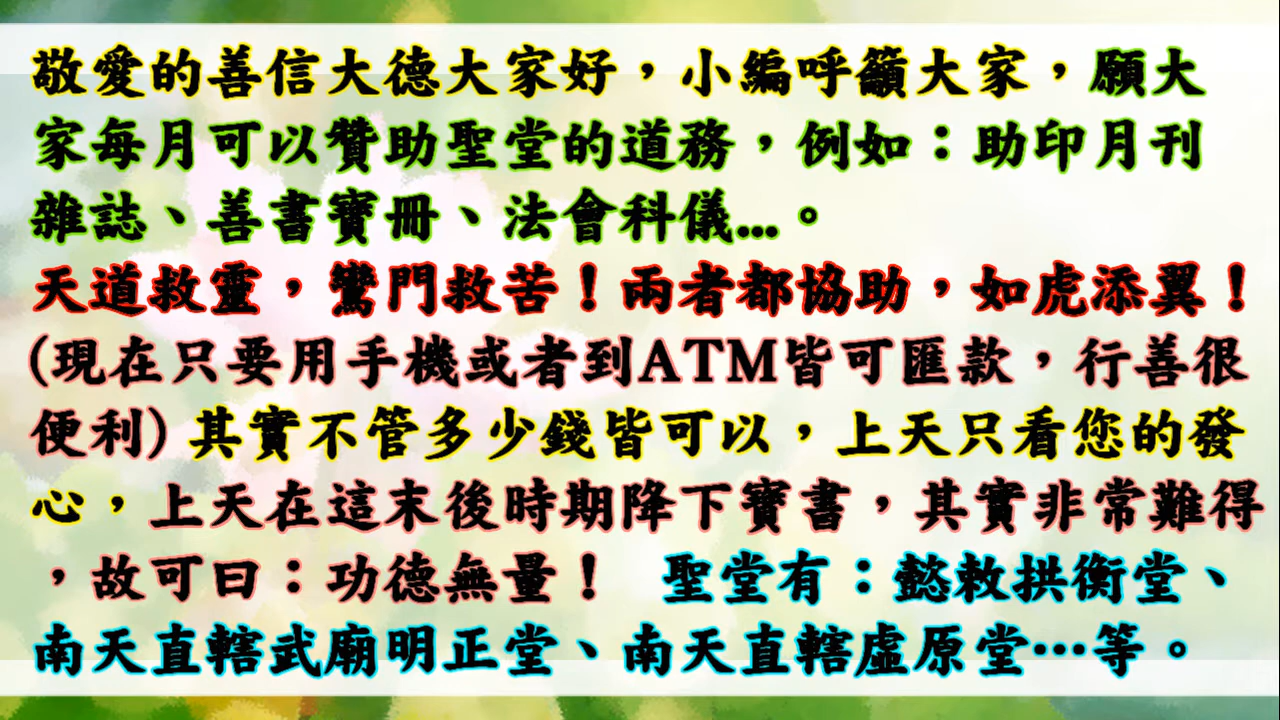 敬愛的善信大德大家好，小編呼籲大家，願大
家每月可以贊助聖堂的道務，例如：助印月刊
雜誌、善書寶冊、法會科儀...。
天道救靈，鸞門救苦！兩者都協助，如虎添翼！
(現在只要用手機或者到ATM皆可匯款，行善很
便利) 其實不管多少錢皆可以，上天只看您的發
心，上天在這末後時期降下寶書，其實非常難得
，故可曰：功德無量！ 聖堂有：懿敕拱衡堂、
南天直轄武廟明正堂、南天直轄虛原堂…等。